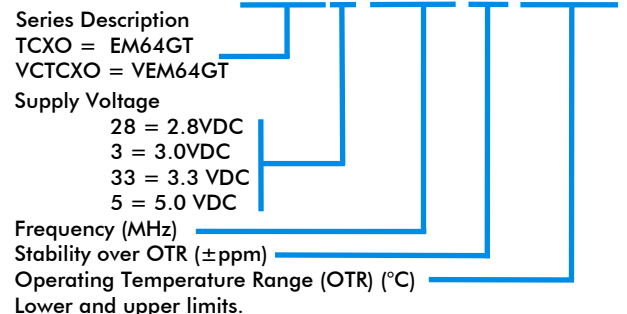 Series Description
TCXO = EM64GT
VCTCXO = VEM64GT
Supply Voltage
28 = 2.8VDC
3 = 3.0VDC
33 = 3.3 VDC
5 = 5.0 VDC
Frequency (MHz)
Stability over OTR (±ppm)
Operating Temperature Range (OTR) (°C)
Lower and upper limits.